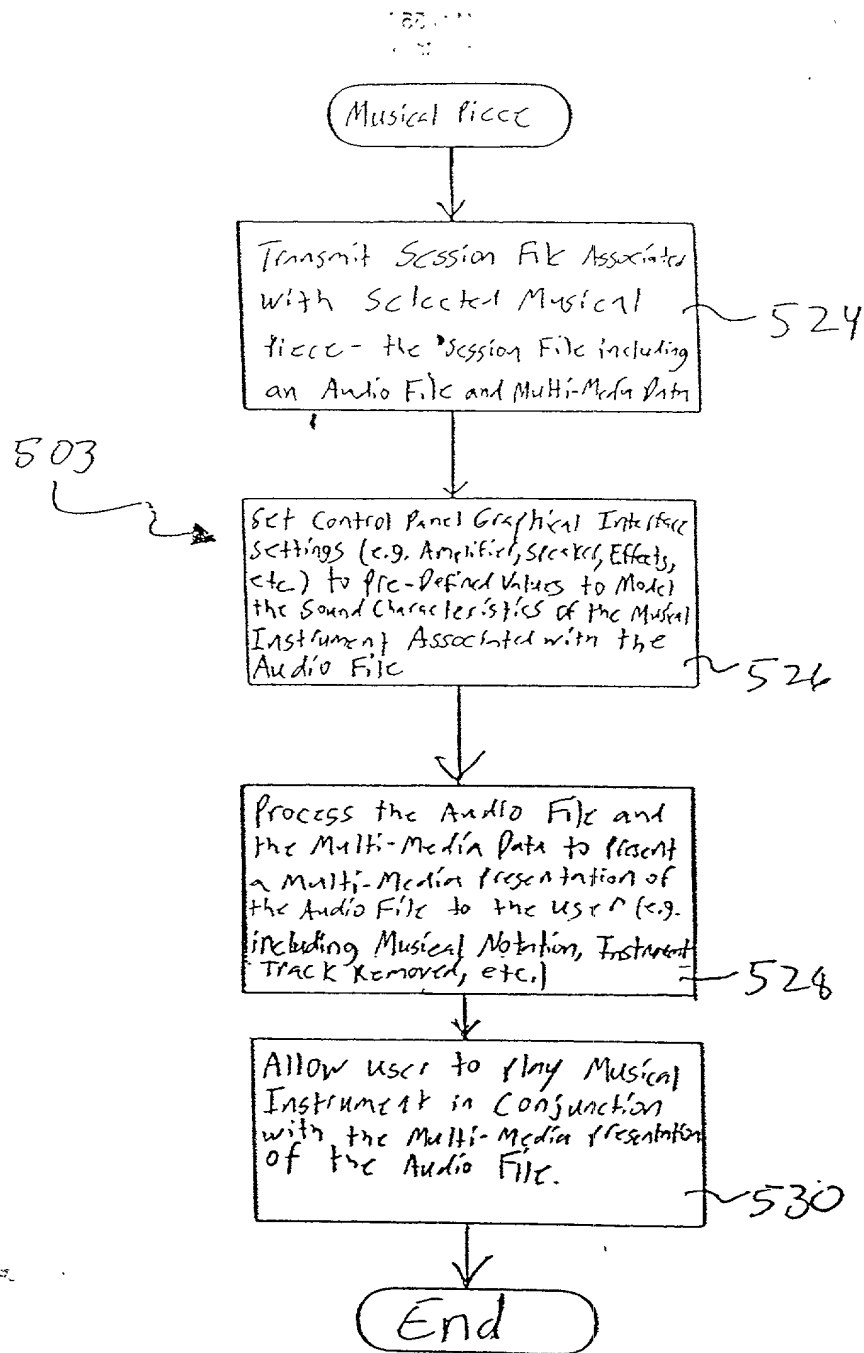 Musical Piece
Transmit Session File Associated
with Selected Musical
Piece - the Session File including
an Audio File and Multi-Media Data
524
503
Set Control Panel Graphical Interface
Settings (e.g. Amplifier, Speaker, Effects,
etc.) to Pre-Defined Values to Model
the Sound Characteristics of the Musical
Instrument Associated with the
Audio File
526
Process the Audio File and
the Multi-Media Data to Present
a Multi-Media Presentation of
the Audio File to the user (e.g.
including Musical Notation, Instrument
Track Removed, etc.)
528
Allow user to play Musical
Instrument in Conjunction
with the Multi-Media Presentation
of the Audio File.
530
End